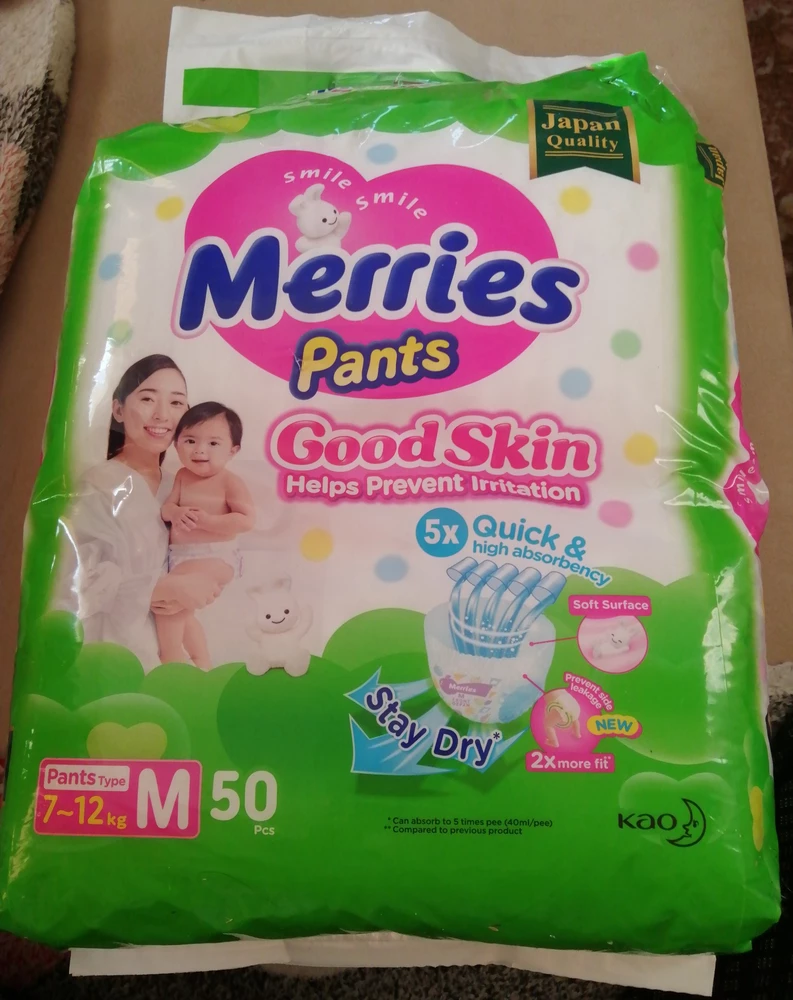 Japan
Quality
Japan
Smile Smile
Merries
Pants
Good Skin
Helps Prevent Irritation
5x Quick &
high absorbency
Soft Surface
Merries
M
Prevent side
leakage
NEW
2x more fit**
Stay Dry*
Pants Type
7~12 kg
M 50
Pcs
* Can absorb to 5 times pee (40ml/pee)
** Compared to previous product
Kao